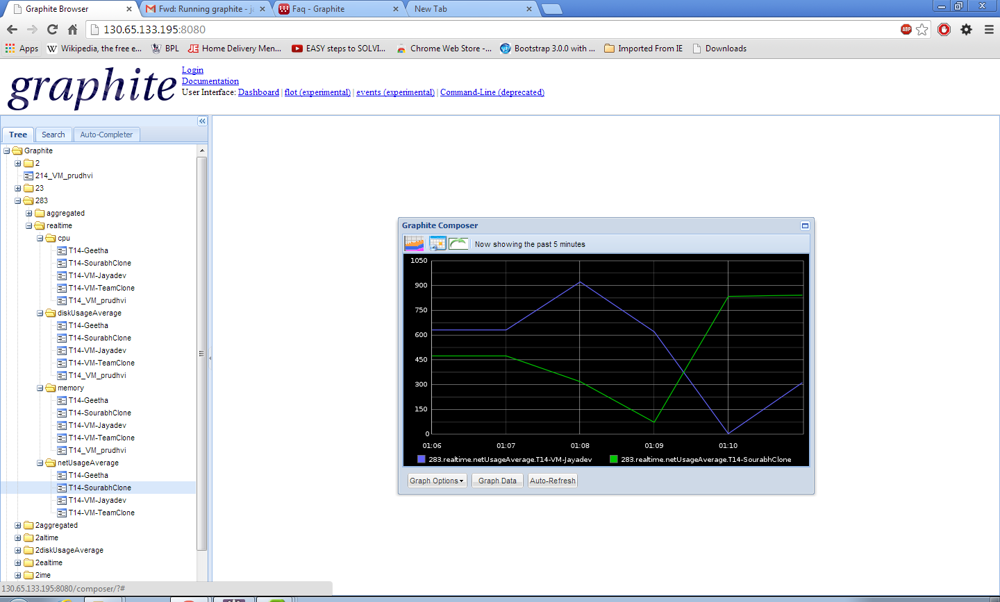 Graphite Browser
Fwd: Running graphite - ja
Faq - Graphite
New Tab
130.65.133.195:8080
ABP
Apps
Wikipedia, the free e...
BPL
Home Delivery Men...
EASY steps to SOLVI...
Chrome Web Store -...
Bootstrap 3.0.0 with ...
Imported From IE
Downloads
graphite
Login
Documentation
User Interface: Dashboard | flot (experimental) | events (experimental) | Command-Line (deprecated)
Tree
Search
Auto-Completer
Graphite
2
214_VM_prudhvi
23
283
aggregated
realtime
cpu
T14-Geetha
T14-SourabhClone
T14-VM-Jayadev
T14-VM-TeamClone
T14_VM_prudhvi
diskUsageAverage
T14-Geetha
T14-SourabhClone
T14-VM-Jayadev
T14-VM-TeamClone
T14_VM_prudhvi
memory
T14-Geetha
T14-SourabhClone
T14-VM-Jayadev
T14-VM-TeamClone
T14_VM_prudhvi
netUsageAverage
T14-Geetha
T14-SourabhClone
T14-VM-Jayadev
T14-VM-TeamClone
2aggregated
2altime
2diskUsageAverage
2ealtime
2ime
130.65.133.195:8080/composer/?#
Graphite Composer
Now showing the past 5 minutes
1050
900
750
600
450
300
150
0
01:06 01:07 01:08 01:09 01:10
283.realtime.netUsageAverage.T14-VM-Jayadev 283.realtime.netUsageAverage.T14-SourabhClone
Graph Options
Graph Data
Auto-Refresh